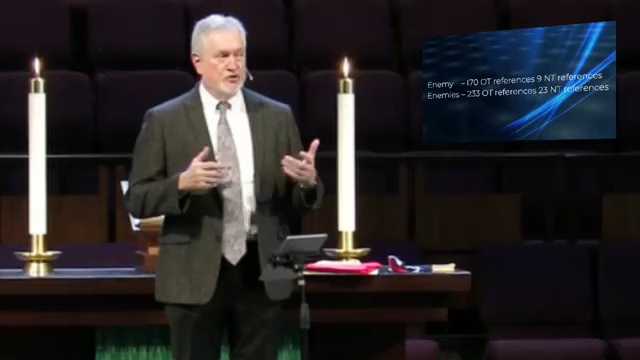 Enemy – 170 OT references 9 NT references
Enemies – 233 OT references 23 NT references